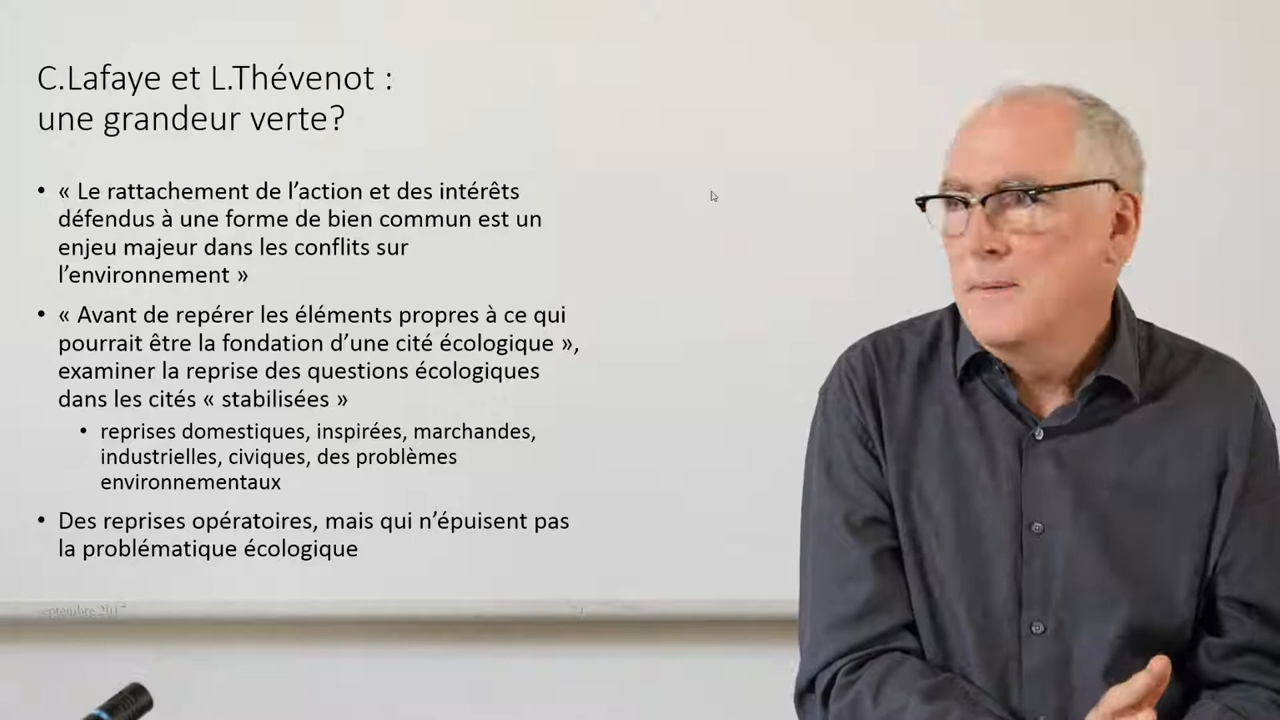 C.Lafaye et L.Thévenot :
une grandeur verte?
• « Le rattachement de l’action et des intérêts
défendus à une forme de bien commun est un
enjeu majeur dans les conflits sur
l’environnement »
• « Avant de repérer les éléments propres à ce qui
pourrait être la fondation d’une cité écologique »,
examiner la reprise des questions écologiques
dans les cités « stabilisées »
• reprises domestiques, inspirées, marchandes,
industrielles, civiques, des problèmes
environnementaux
• Des reprises opératoires, mais qui n’épuisent pas
la problématique écologique